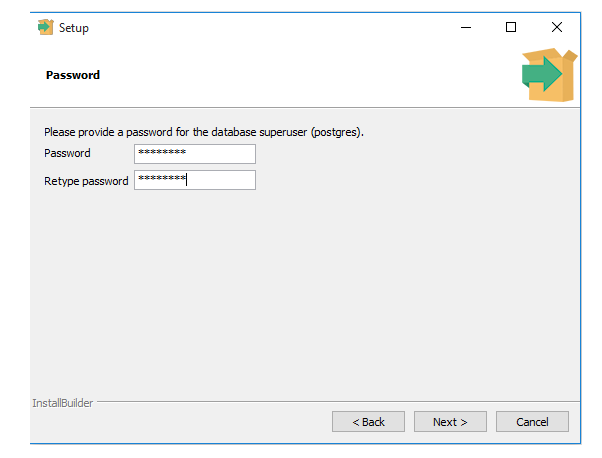 Setup
Password
Please provide a password for the database superuser (postgres).
Password ********
Retype password ********
InstallBuilder
< Back Next > Cancel